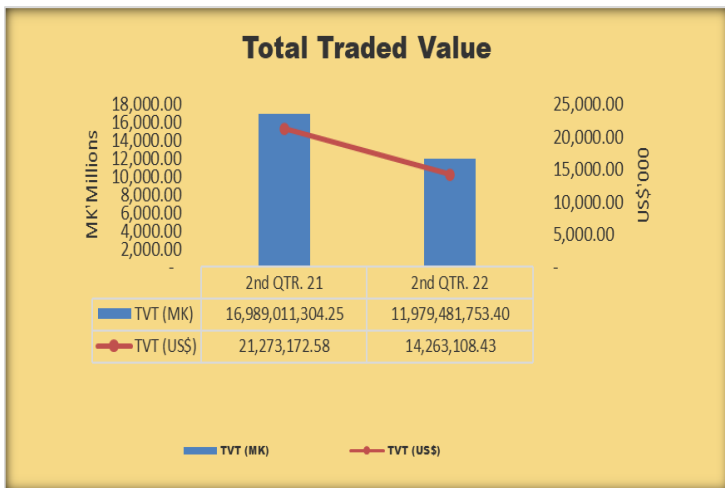 Total Traded Value
MK'Millions
18,000.00
16,000.00
14,000.00
12,000.00
10,000.00
8,000.00
6,000.00
4,000.00
2,000.00
-
25,000.00
20,000.00
15,000.00
10,000.00
5,000.00
-
US$'000
2nd QTR. 21 2nd QTR. 22
TVT (MK) 16,989,011,304.25 11,979,481,753.40
TVT (US$) 21,273,172.58 14,263,108.43
TVT (MK) TVT (US$)